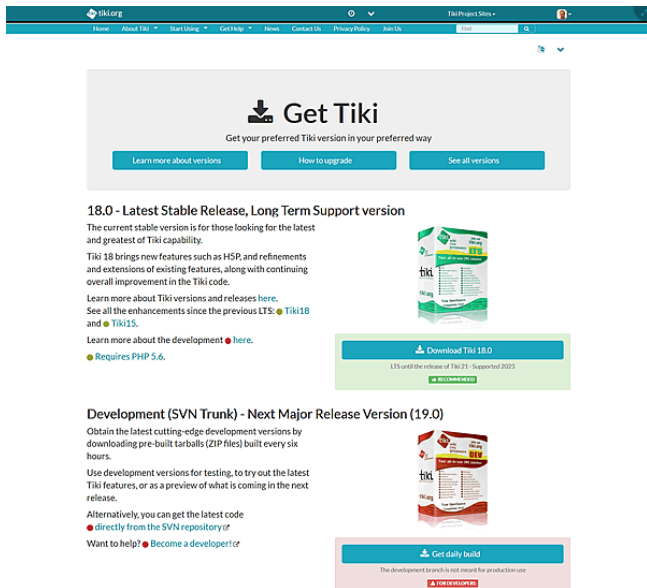 tiki.org
Tiki Project Sites
Home About Tiki Start Using Get Help News Contact Us Privacy Policy Join Us Find
Get Tiki
Get your preferred Tiki version in your preferred way
Learn more about versions How to upgrade See all versions
18.0 - Latest Stable Release, Long Term Support version
The current stable version is for those looking for the latest
and greatest of Tiki capability.
Tiki 18 brings new features such as H5P, and refinements
and extensions of existing features, along with continuing
overall improvement in the Tiki code.
Learn more about Tiki versions and releases here.
See all the enhancements since the previous LTS: Tiki18
and Tiki15.
Learn more about the development here.
Requires PHP 5.6.
LTS
tiki
Download Tiki 18.0
LTS until the release of Tiki 21 - Supported 2023
RECOMMENDED
Development (SVN Trunk) - Next Major Release Version (19.0)
Obtain the latest cutting-edge development versions by
downloading pre-built tarballs (ZIP files) built every six
hours.
Use development versions for testing, to try out the latest
Tiki features, or as a preview of what is coming in the next
release.
Alternatively, you can get the latest code
directly from the SVN repository
Want to help? Become a developer!
DEV
tiki
tiki.org
Get daily build
The development branch is not meant for production use
FOR DEVELOPERS